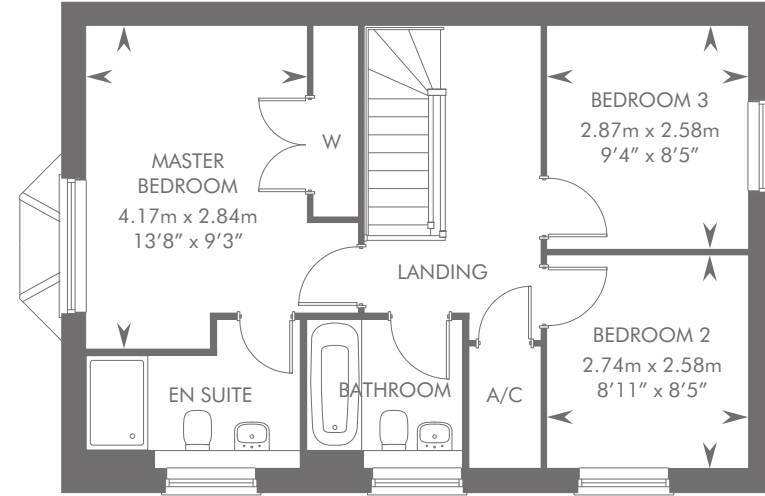 MASTER
BEDROOM
4.17m x 2.84m
13’8” x 9’3”
W
BEDROOM 3
2.87m x 2.58m
9’4” x 8’5”
LANDING
BEDROOM 2
2.74m x 2.58m
8’11” x 8’5”
EN SUITE
BATHROOM
A/C